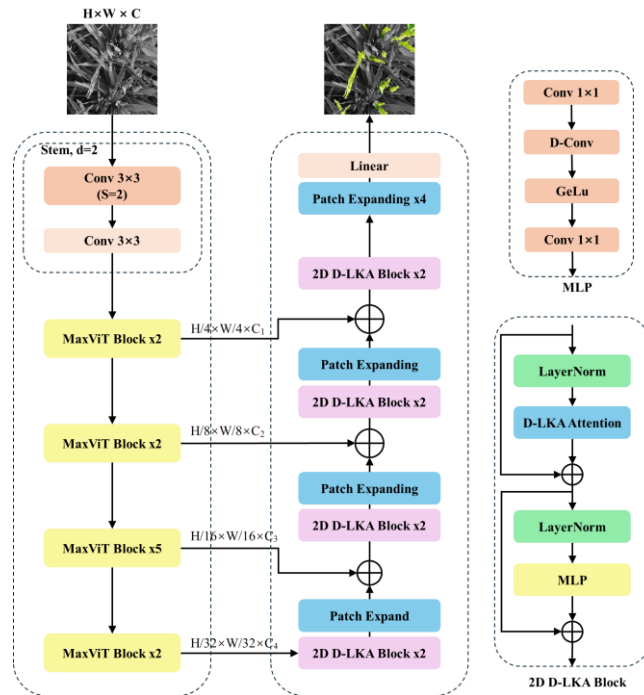 H×W×C
Stem, d=2
Conv 3×3
(S=2)
Conv 3×3
MaxViT Block x2
MaxViT Block x2
MaxViT Block x5
MaxViT Block x2
H/4×W/4×C₁
H/8×W/8×C₂
H/16×W/16×C₃
H/32×W/32×C₄
Linear
Patch Expanding x4
2D D-LKA Block x2
Patch Expanding
2D D-LKA Block x2
Patch Expanding
2D D-LKA Block x2
Patch Expand
2D D-LKA Block x2
Conv 1×1
D-Conv
GeLu
Conv 1×1
MLP
LayerNorm
D-LKA Attention
LayerNorm
MLP
2D D-LKA Block